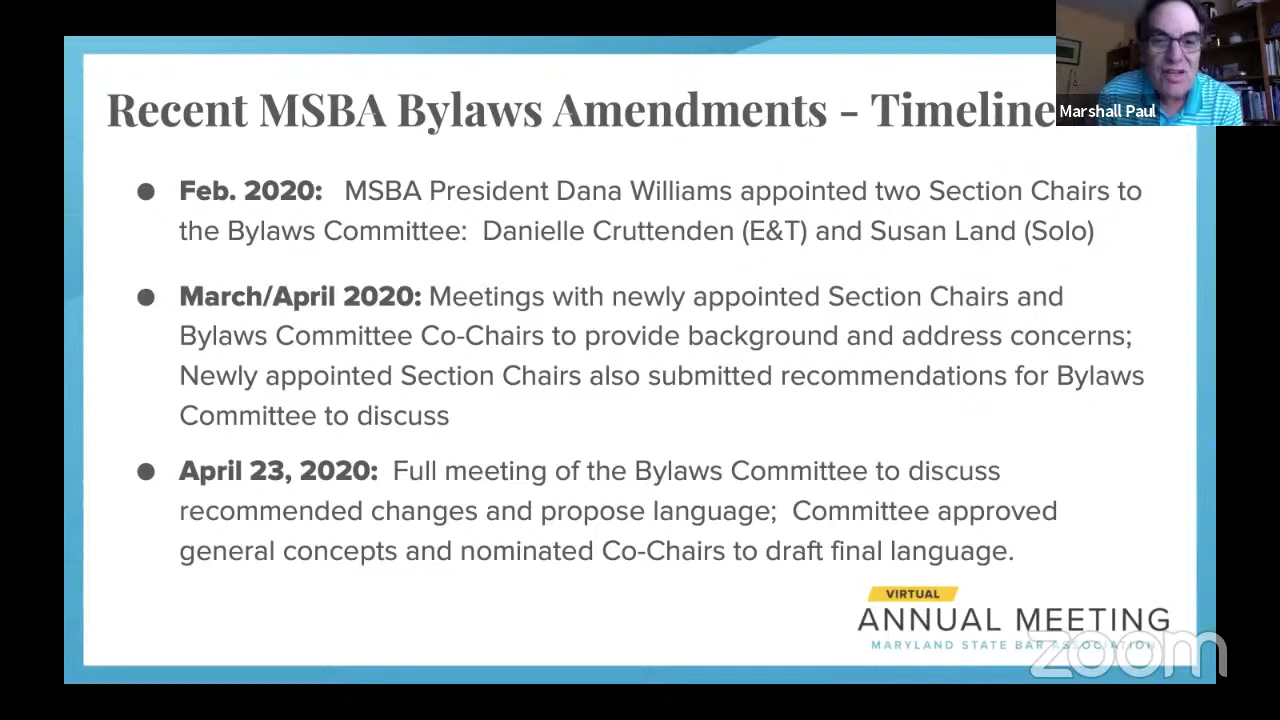 Recent MSBA Bylaws Amendments - Timeline
Marshall Paul
● Feb. 2020: MSBA President Dana Williams appointed two Section Chairs to
the Bylaws Committee: Danielle Cruttenden (E&T) and Susan Land (Solo)
● March/April 2020: Meetings with newly appointed Section Chairs and
Bylaws Committee Co-Chairs to provide background and address concerns;
Newly appointed Section Chairs also submitted recommendations for Bylaws
Committee to discuss
● April 23, 2020: Full meeting of the Bylaws Committee to discuss
recommended changes and propose language; Committee approved
general concepts and nominated Co-Chairs to draft final language.
VIRTUAL
ANNUAL MEETING
MARYLAND STATE BAR ASSOCIATION
zoom